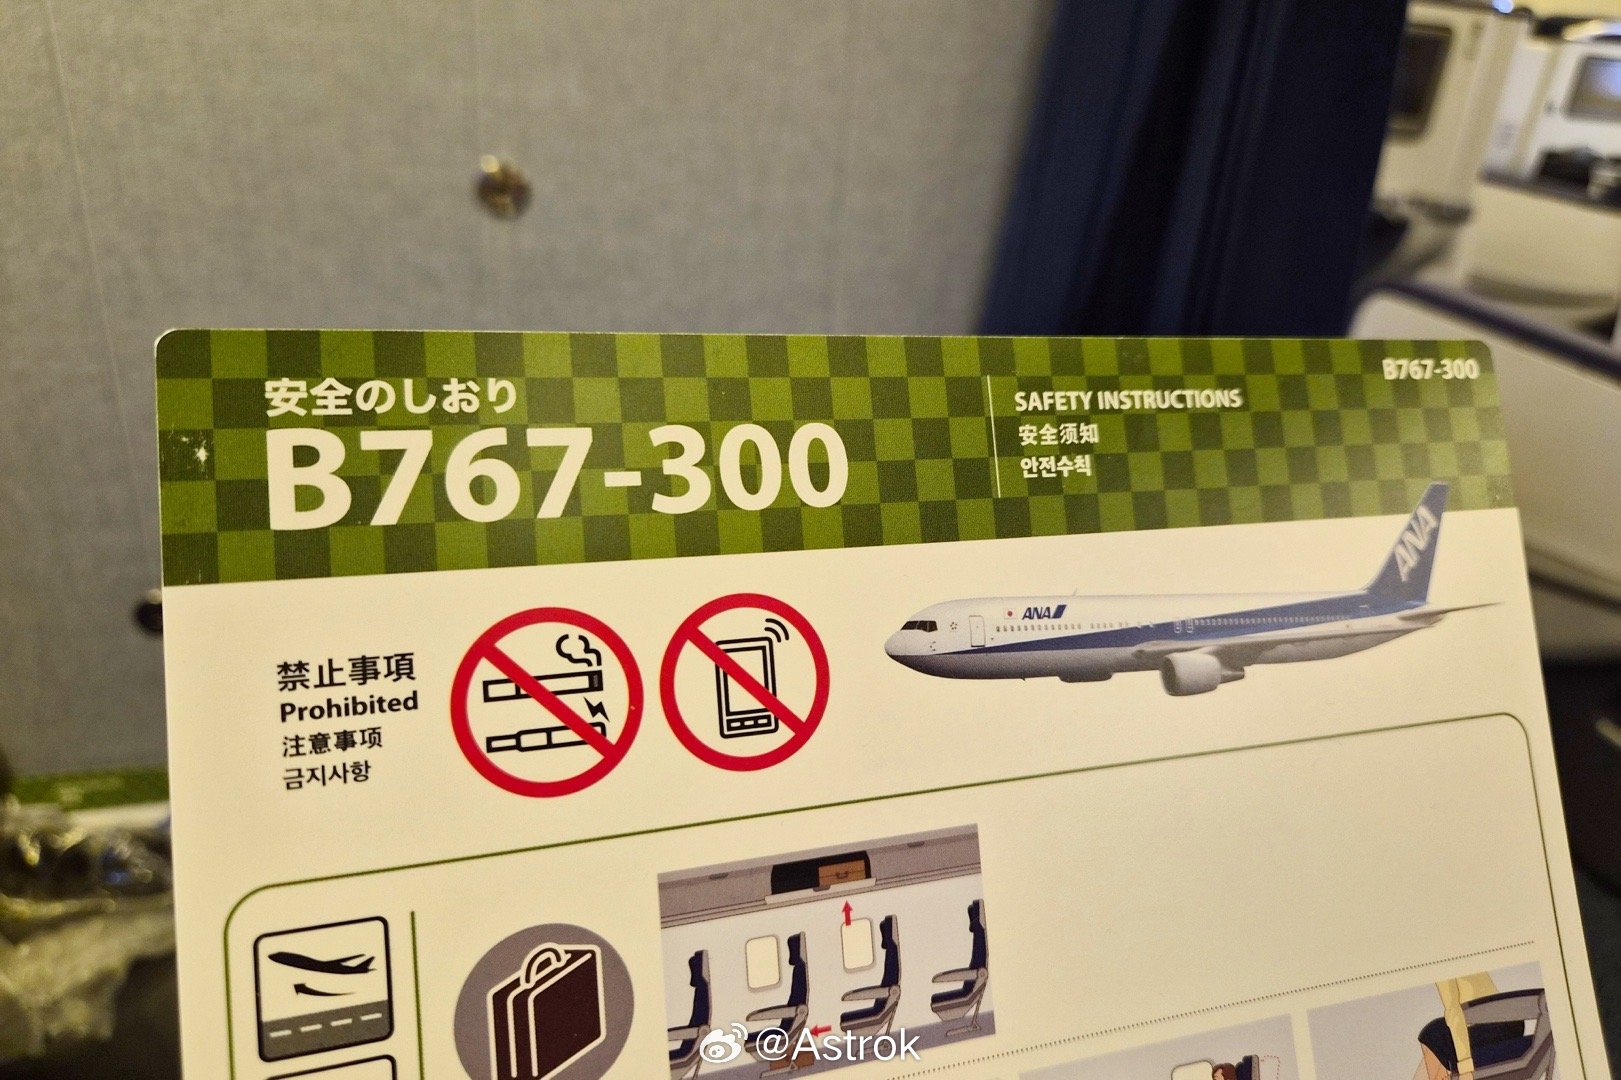 安全のしおり
B767-300
SAFETY INSTRUCTIONS
安全须知
안전수칙
B767-300
ANA
ANA
禁止事項
Prohibited
注意事项
금지사항
@Astrok